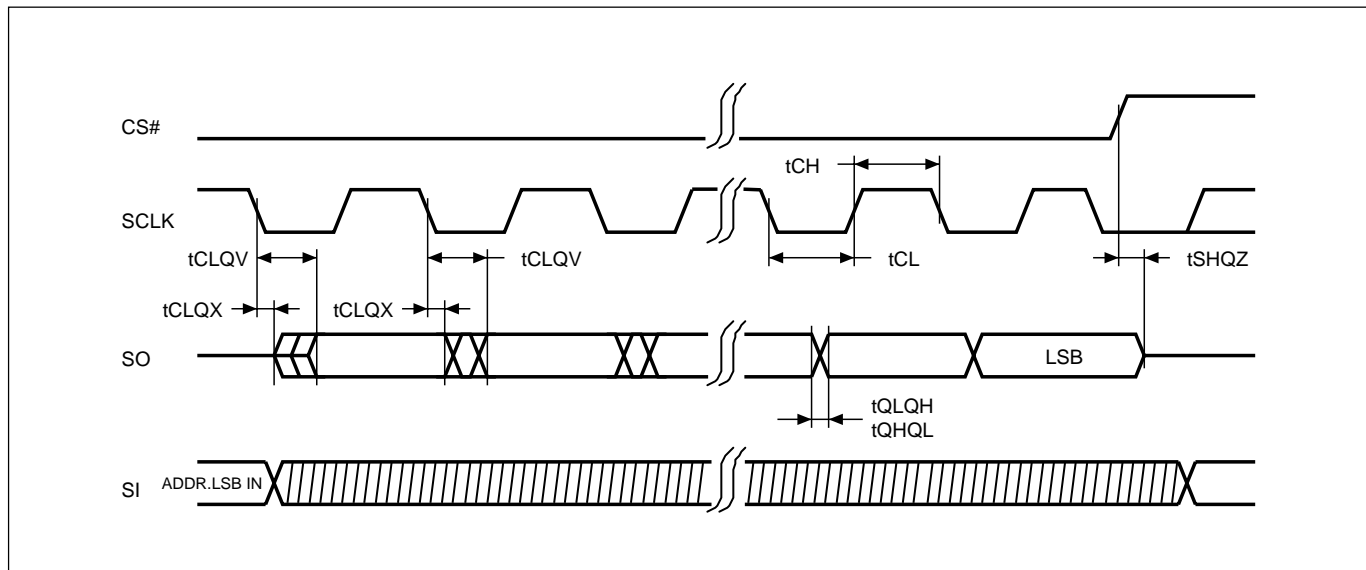 CS#
tCH
SCLK
tCLQV
tCLQV
tCL
tSHQZ
tCLQX
tCLQX
SO
LSB
tQLQH
tQHQL
SI
ADDR.LSB IN